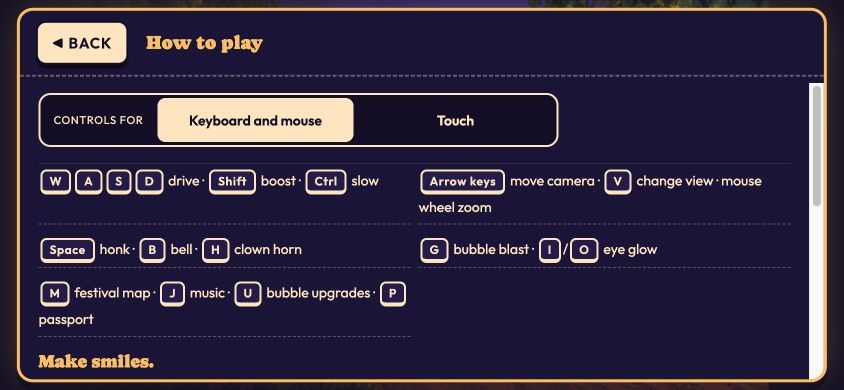 ◀ BACK
How to play
CONTROLS FOR Keyboard and mouse Touch
W A S D drive · Shift boost · Ctrl slow
Arrow keys move camera · V change view · mouse
wheel zoom
Space honk · B bell · H clown horn
G bubble blast · I / O eye glow
M festival map · J music · U bubble upgrades · P
passport
Make smiles.